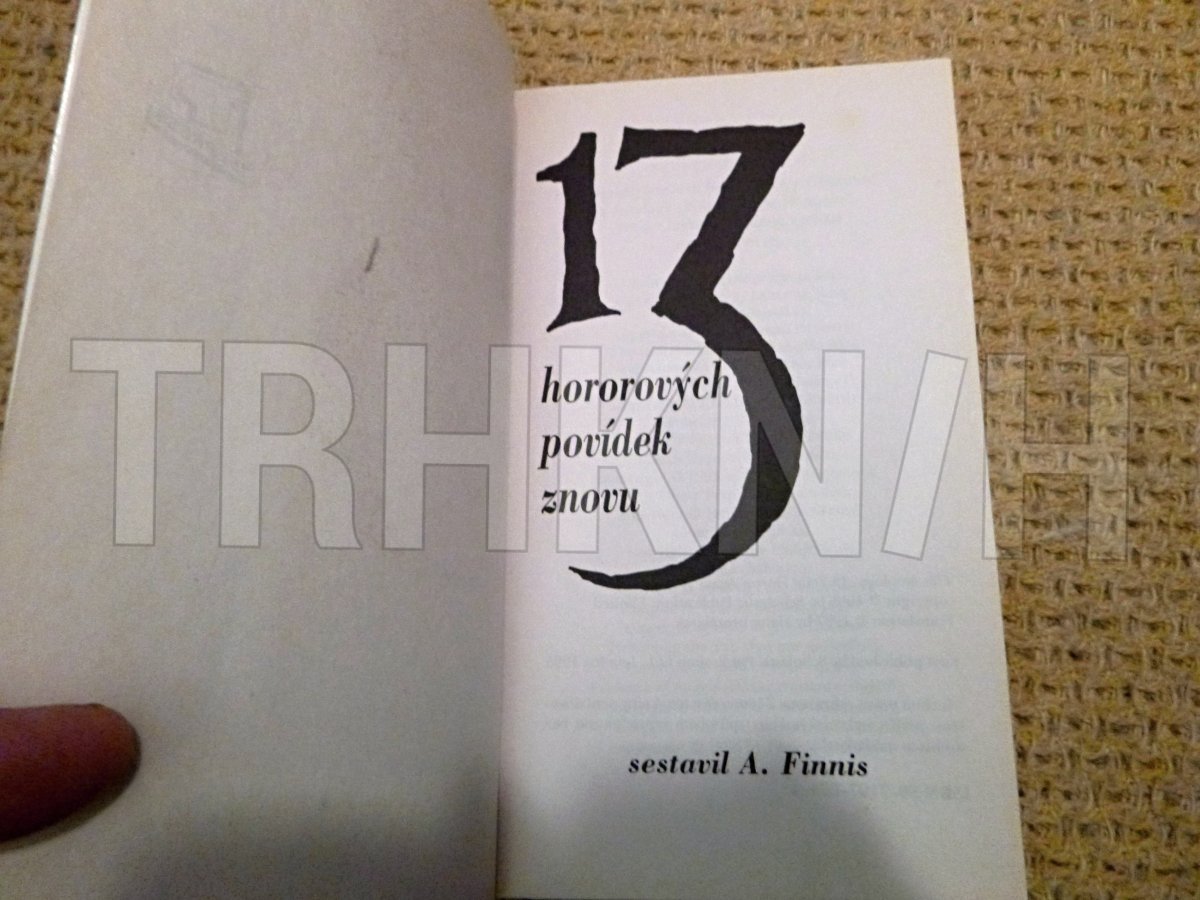 13
hororových
povídek
znovu
sestavil A. Finnis
TRHKNIH